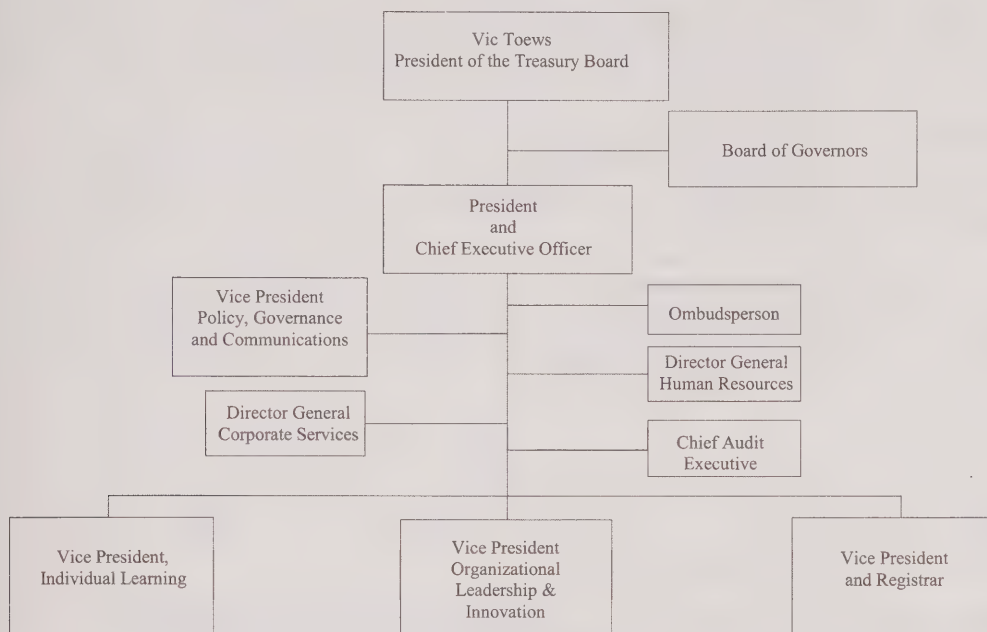 Vic Toews
President of the Treasury Board
Board of Governors
President
and
Chief Executive Officer
Vice President
Policy, Governance
and Communications
Ombudsperson
Director General
Human Resources
Director General
Corporate Services
Chief Audit
Executive
Vice President,
Individual Learning
Vice President
Organizational
Leadership &
Innovation
Vice President
and Registrar